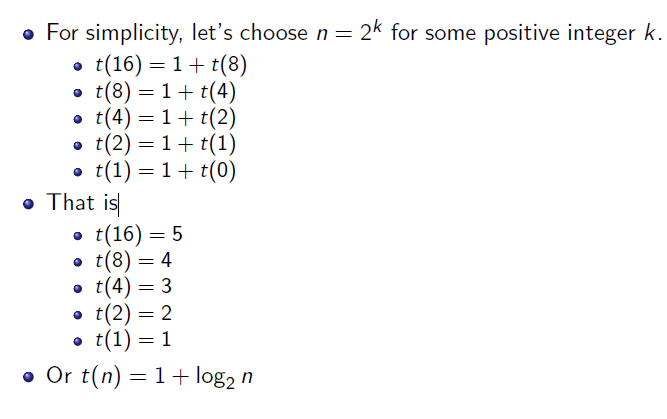 For simplicity, let's choose n = 2^k for some positive integer k.
t(16) = 1 + t(8)
t(8) = 1 + t(4)
t(4) = 1 + t(2)
t(2) = 1 + t(1)
t(1) = 1 + t(0)
That is
t(16) = 5
t(8) = 4
t(4) = 3
t(2) = 2
t(1) = 1
Or t(n) = 1 + log₂ n